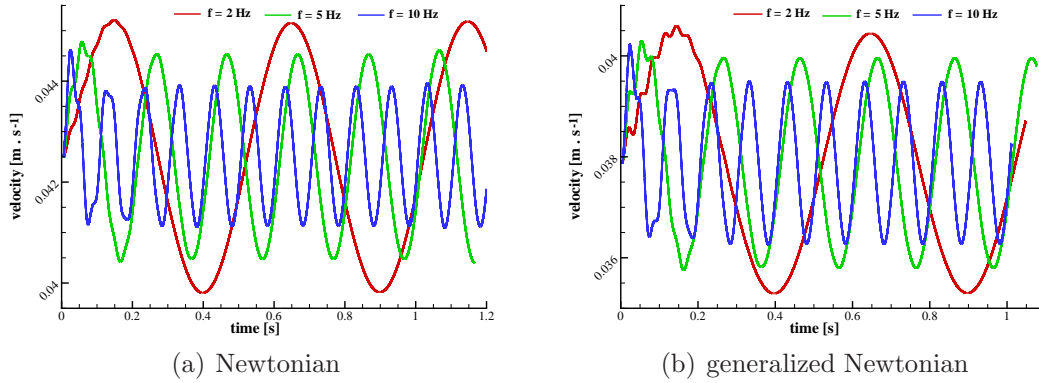 f = 2 Hz f = 5 Hz f = 10 Hz
velocity [m . s-1]
0.044
0.042
0.04
0 0.2 0.4 0.6 0.8 1 1.2
time [s]
(a) Newtonian
f = 2 Hz f = 5 Hz f = 10 Hz
velocity [m . s-1]
0.04
0.038
0.036
0 0.2 0.4 0.6 0.8 1
time [s]
(b) generalized Newtonian